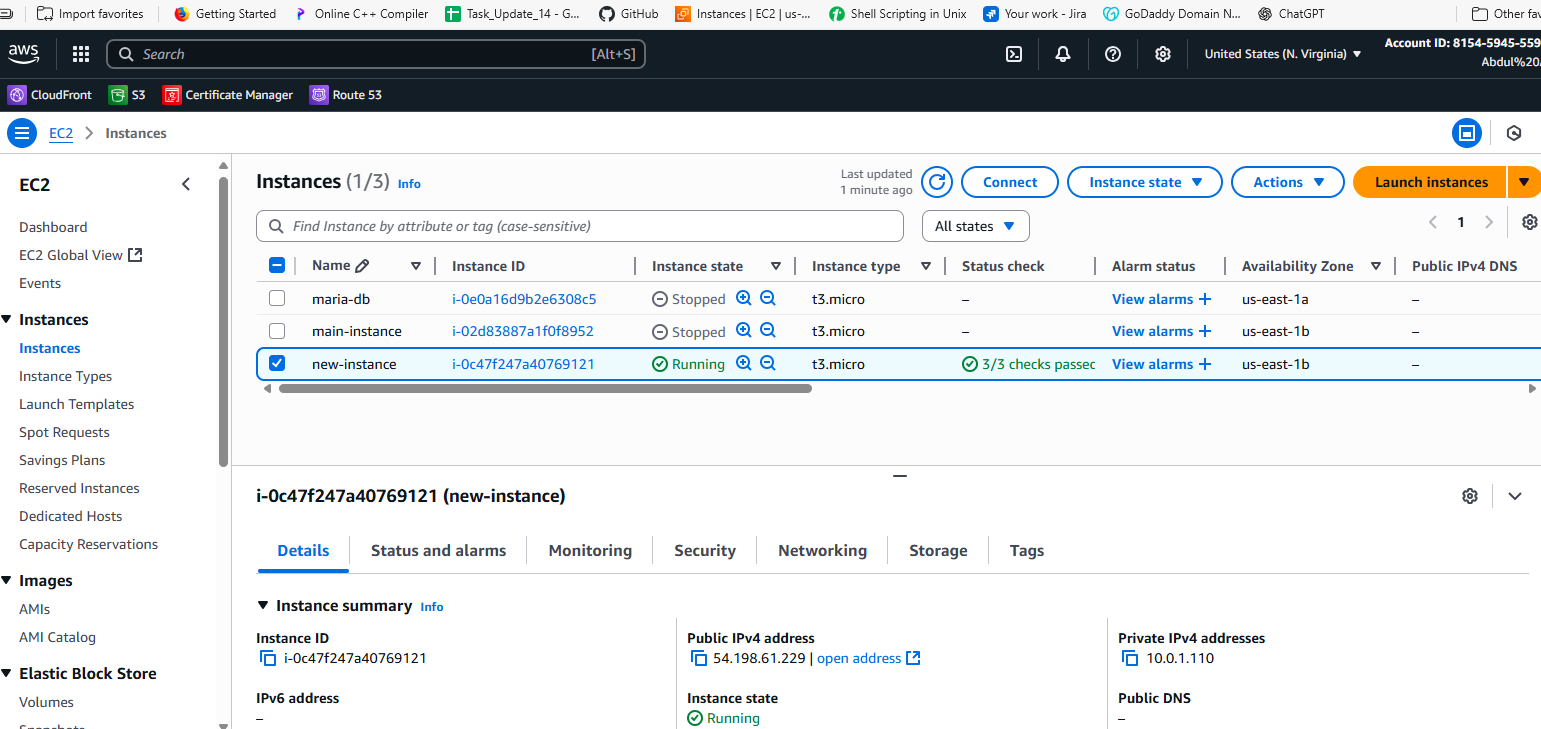 Import favorites Getting Started Online C++ Compiler Task_Update_14 - G... GitHub Instances | EC2 | us-... Shell Scripting in Unix Your work - Jira GoDaddy Domain N... ChatGPT Other fav
aws Search [Alt+S] United States (N. Virginia) Account ID: 8154-5945-559
Abdul%20/
CloudFront S3 Certificate Manager Route 53
EC2 Instances
EC2
Dashboard
EC2 Global View
Events
Instances
Instances
Instance Types
Launch Templates
Spot Requests
Savings Plans
Reserved Instances
Dedicated Hosts
Capacity Reservations
Images
AMIs
AMI Catalog
Elastic Block Store
Volumes
Snapshots
Instances (1/3) Info
Last updated
1 minute ago
Connect Instance state Actions Launch instances
Find Instance by attribute or tag (case-sensitive) All states 1
Name Instance ID Instance state Instance type Status check Alarm status Availability Zone Public IPv4 DNS
maria-db i-0e0a16d9b2e6308c5 Stopped t3.micro – View alarms + us-east-1a –
main-instance i-02d83887a1f0f8952 Stopped t3.micro – View alarms + us-east-1b –
new-instance i-0c47f247a40769121 Running t3.micro 3/3 checks passed View alarms + us-east-1b –
i-0c47f247a40769121 (new-instance)
Details Status and alarms Monitoring Security Networking Storage Tags
Instance summary Info
Instance ID
i-0c47f247a40769121
Public IPv4 address
54.198.61.229 | open address
Private IPv4 addresses
10.0.1.110
IPv6 address
–
Instance state
Running
Public DNS
–